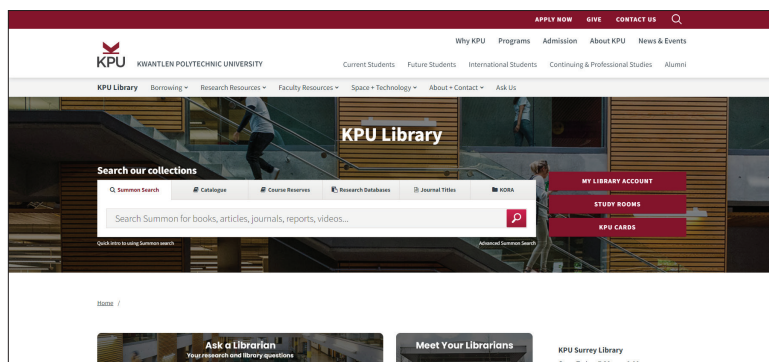 APPLY NOW GIVE CONTACT US
Why KPU Programs Admission About KPU News & Events
KPU KWANTLEN POLYTECHNIC UNIVERSITY
Current Students Future Students International Students Continuing & Professional Studies Alumni
KPU Library Borrowing Research Resources Faculty Resources Space + Technology About + Contact Ask Us
KPU Library
Search our collections
Summon Search Catalogue Course Reserves Research Databases Journal Titles KORA
Search Summon for books, articles, journals, reports, videos...
Quick intro to using Summon search Advanced Summon Search
MY LIBRARY ACCOUNT
STUDY ROOMS
KPU CARDS
Home /
Ask a Librarian
Your research and library questions
Meet Your Librarians
KPU Surrey Library